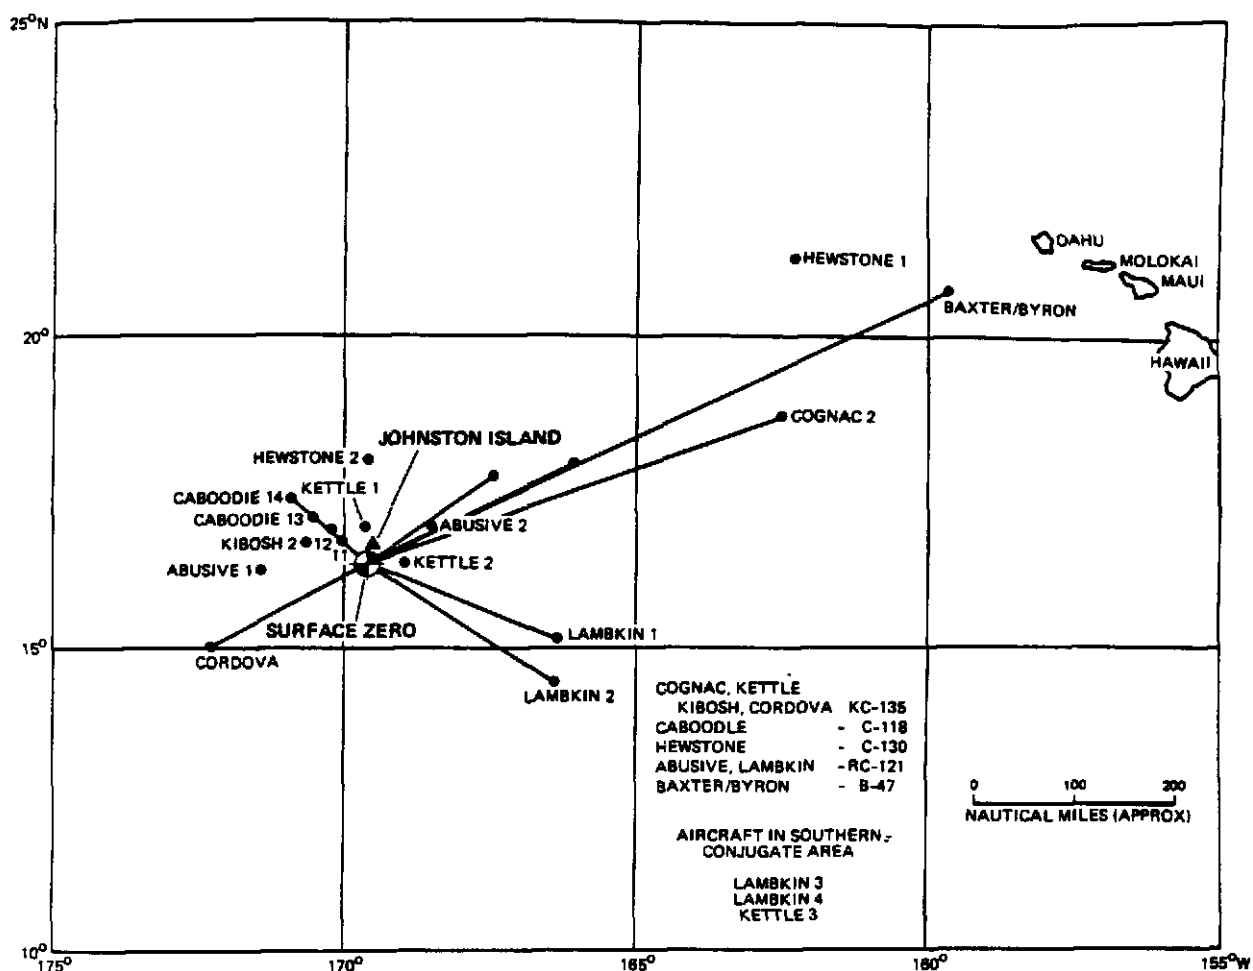 25°N
OAHU
HEWSTONE 1
MOLOKAI
MAUI
BAXTER/BYRON
20°
HAWAII
COGNAC 2
JOHNSTON ISLAND
HEWSTONE 2
KETTLE 1
CABOODIE 14
CABOODIE 13
ABUSIVE 2
KIBOSH 2
12
11
KETTLE 2
ABUSIVE 1
SURFACE ZERO
LAMBKIN 1
15°
CORDOVA
LAMBKIN 2
COGNAC, KETTLE
KIBOSH, CORDOVA KC-135
CABOODLE - C-118
HEWSTONE - C-130
ABUSIVE, LAMBKIN -RC-121
BAXTER/BYRON - B-47
0 100 200
NAUTICAL MILES (APPROX)
AIRCRAFT IN SOUTHERN
CONJUGATE AREA
LAMBKIN 3
LAMBKIN 4
KETTLE 3
10°
175° 170° 165° 160° 155°W